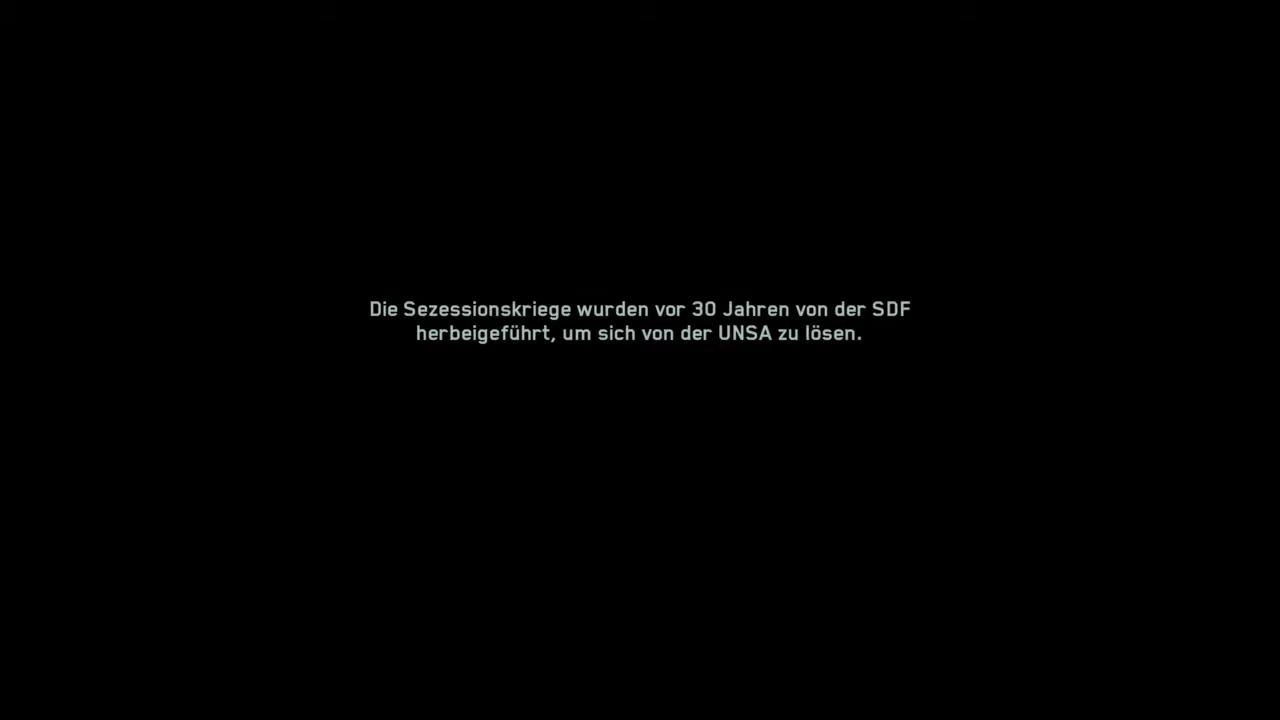 Die Sezessionskriege wurden vor 30 Jahren von der SDF
herbeigeführt, um sich von der UNSA zu lösen.